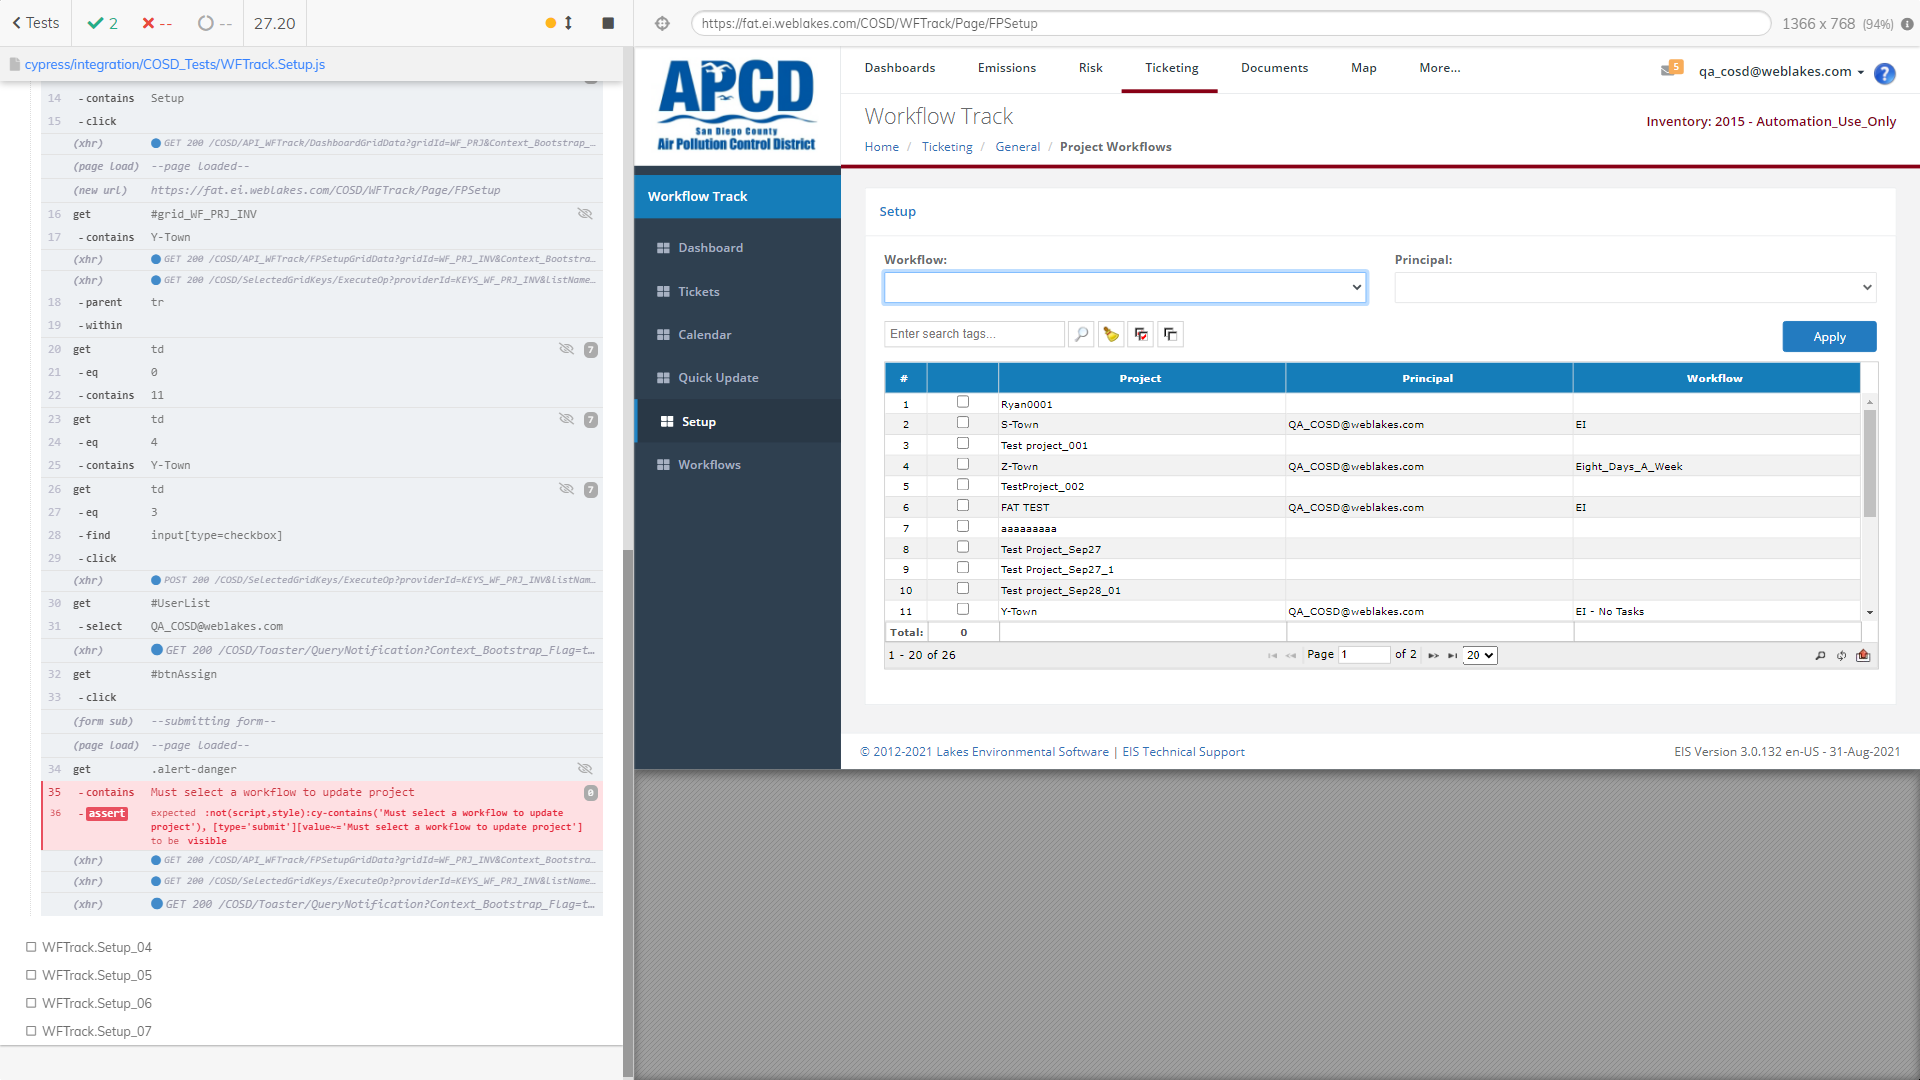 Tests
2
--
--
27.20
cypress/integration/COSD_Tests/WFTrack.Setup.js
14 - contains Setup
15 - click
(xhr) GET 200 /COSD/API_WFTrack/DashboardGridData?gridId=WF_PRJ&Context_Bootstrap_...
(page load) --page loaded--
(new url) https://fat.ei.weblakes.com/COSD/WFTrack/Page/FPSetup
16 get #grid_WF_PRJ_INV
17 - contains Y-Town
(xhr) GET 200 /COSD/API_WFTrack/FPSetupGridData?gridId=WF_PRJ_INV&Context_Bootstra...
(xhr) GET 200 /COSD/SelectedGridKeys/ExecuteOp?providerId=KEYS_WF_PRJ_INV&listName...
18 - parent tr
19 - within
20 get td 7
21 - eq 0
22 - contains 11
23 get td 7
24 - eq 4
25 - contains Y-Town
26 get td 7
27 - eq 3
28 - find input[type=checkbox]
29 - click
(xhr) POST 200 /COSD/SelectedGridKeys/ExecuteOp?providerId=KEYS_WF_PRJ_INV&listNam...
30 get #UserList
31 - select QA_COSD@weblakes.com
(xhr) GET 200 /COSD/Toaster/QueryNotification?Context_Bootstrap_Flag=t...
32 get #btnAssign
33 - click
(form sub) --submitting form--
(page load) --page loaded--
34 get .alert-danger
35 - contains Must select a workflow to update project 0
36 - assert expected :not(script,style):cy-contains('Must select a workflow to update
project'), [type='submit'][value~='Must select a workflow to update project']
to be visible
(xhr) GET 200 /COSD/API_WFTrack/FPSetupGridData?gridId=WF_PRJ_INV&Context_Bootstra...
(xhr) GET 200 /COSD/SelectedGridKeys/ExecuteOp?providerId=KEYS_WF_PRJ_INV&listName...
(xhr) GET 200 /COSD/Toaster/QueryNotification?Context_Bootstrap_Flag=t...
WFTrack.Setup_04
WFTrack.Setup_05
WFTrack.Setup_06
WFTrack.Setup_07
https://fat.ei.weblakes.com/COSD/WFTrack/Page/FPSetup
1366 x 768 (94%)
APCD
San Diego County
Air Pollution Control District
Dashboards Emissions Risk Ticketing Documents Map More...
5
qa_cosd@weblakes.com
?
Workflow Track
Inventory: 2015 - Automation_Use_Only
Home / Ticketing / General / Project Workflows
Workflow Track
Dashboard
Tickets
Calendar
Quick Update
Setup
Workflows
Setup
Workflow: Principal:
Enter search tags...
Apply
# Project Principal Workflow
1 Ryan0001
2 S-Town QA_COSD@weblakes.com EI
3 Test project_001
4 Z-Town QA_COSD@weblakes.com Eight_Days_A_Week
5 TestProject_002
6 FAT TEST QA_COSD@weblakes.com EI
7 aaaaaaaaa
8 Test Project_Sep27
9 Test Project_Sep27_1
10 Test project_Sep28_01
11 Y-Town QA_COSD@weblakes.com EI - No Tasks
Total: 0
1 - 20 of 26
Page 1 of 2
20
© 2012-2021 Lakes Environmental Software | EIS Technical Support
EIS Version 3.0.132 en-US - 31-Aug-2021